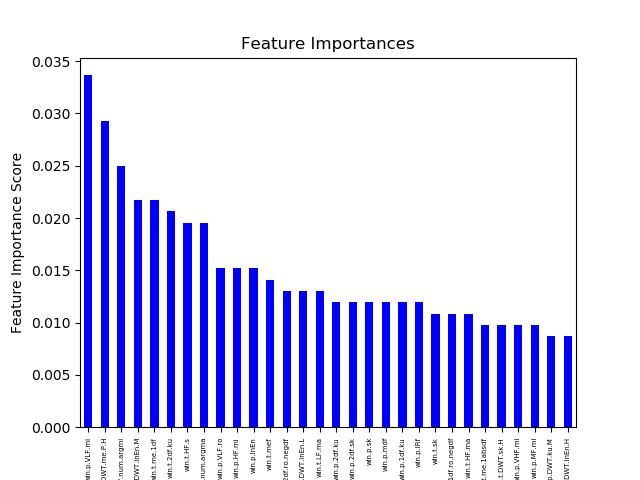 Feature Importances
Feature Importance Score
0.035
0.030
0.025
0.020
0.015
0.010
0.005
0.000
win.p.VLF.mi
DWT.me.P.H
.num.argmi
DWT.lnEn.M
win.t.me.1df
win.t.2df.ku
win.t.HF.s
.num.argma
win.p.VLF.ro
win.p.HF.mi
win.p.lnEn
win.t.mef
2df.ro.negdf
.DWT.lnEn.L
win.t.LF.ma
win.p.2df.ku
win.p.2df.sk
win.p.sk
win.p.mdf
win.p.1df.ku
win.p.IRf
win.t.sk
1df.ro.negdf
win.t.HF.ma
t.me.1absdf
.t.DWT.sk.H
win.p.VHF.mi
win.p.MF.mi
p.DWT.ku.M
DWT.lnEn.H